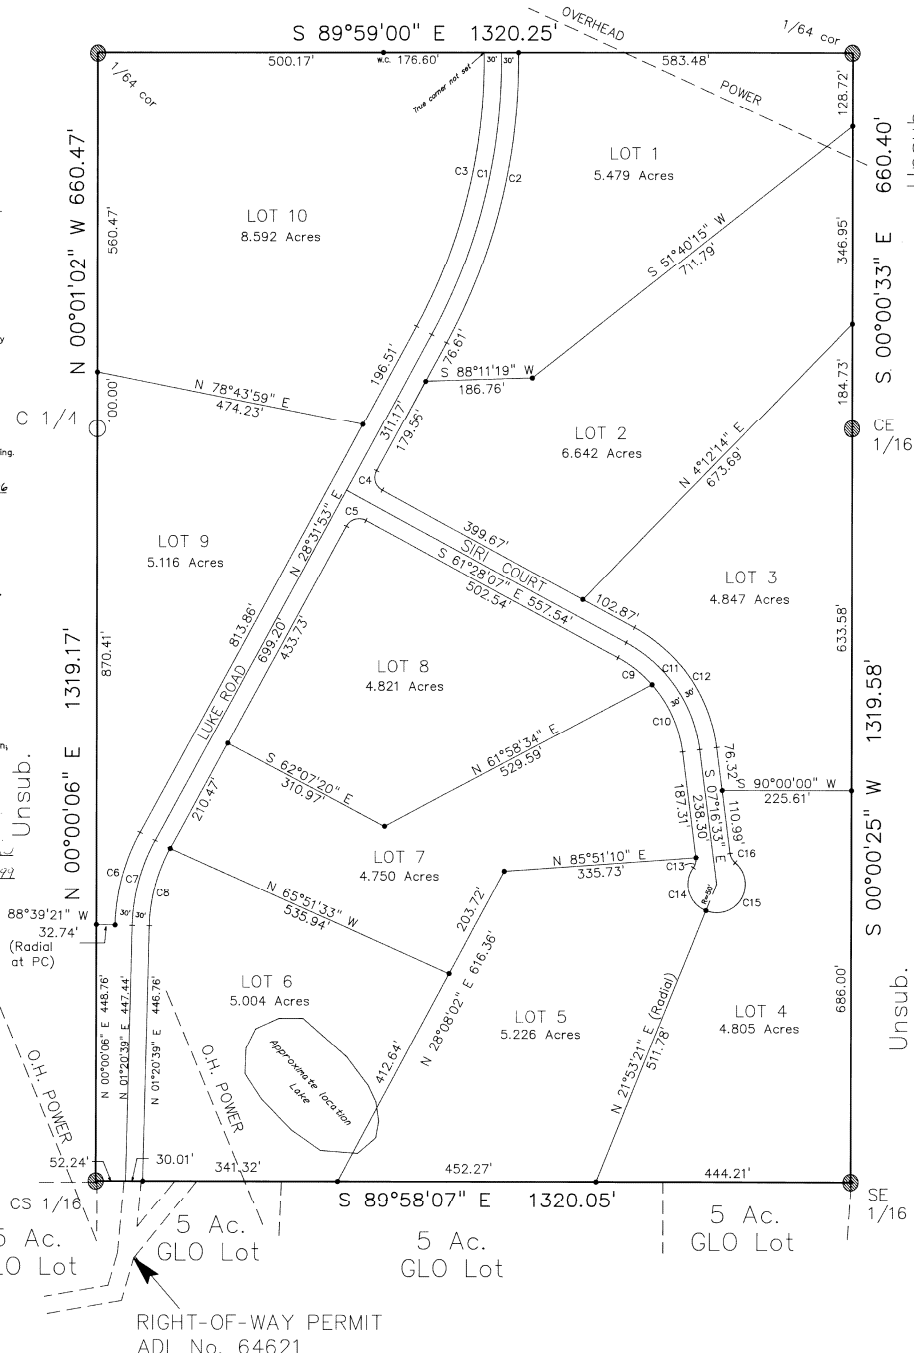 S 89°59'00" E 1320.25'
OVERHEAD
POWER
1/64 cor
1/64 cor
500.17'
W.C. 176.60'
30'
30'
583.48'
True corner not set
128.72'
660.40'
S 00°00'33" E
346.95'
184.73'
N 00°01'02" W 660.47'
560.47'
LOT 10
8.592 Acres
C3
C1
C2
LOT 1
5.479 Acres
S 51°40'15" W
711.79'
196.51'
76.61'
S 88°11'19" W
186.76'
N 78°43'59" E
474.23'
311.17'
179.56'
C 1/4
CE
1/16
LOT 2
6.642 Acres
N 4°12'14" E
673.69'
C4
C5
399.67'
SIRI COURT
S 61°28'07" E 557.54'
502.54'
102.87'
N 28°31'53" E
LOT 9
5.116 Acres
LOT 3
4.847 Acres
633.58'
813.86'
699.20'
433.73'
LUKE ROAD
870.41'
1319.17'
N 00°00'06" E
Unsub.
LOT 8
4.821 Acres
C9
C11
C12
C10
30'
30'
1319.58'
S 00°00'25" W
N 61°58'34" E
529.59'
S 62°07'20" E
310.97'
210.47'
76.32'
S 90°00'00" W
225.61'
187.31'
238.30'
S 07°16'33" E
110.99'
LOT 7
4.750 Acres
N 85°51'10" E
335.73'
C13
C16
C14
C15
R=50'
C6
C7
C8
30'
30'
88°39'21" W
32.74'
(Radial
at PC)
N 65°51'33" W
535.94'
203.72'
N 28°08'02" E 616.36'
412.64'
LOT 6
5.004 Acres
LOT 5
5.226 Acres
LOT 4
4.805 Acres
N 21°53'21" E (Radial)
511.78'
686.00'
Unsub.
N 00°00'06" E 448.76'
N 01°20'39" E 447.44'
N 01°20'39" E 446.76'
O.H. POWER
O.H. POWER
Approximate location
Lake
52.24'
30.01'
341.32'
452.27'
444.21'
CS 1/16
S 89°58'07" E 1320.05'
SE
1/16
5 Ac.
GLO Lot
5 Ac.
GLO Lot
5 Ac.
GLO Lot
RIGHT-OF-WAY PERMIT
ADL No. 64621